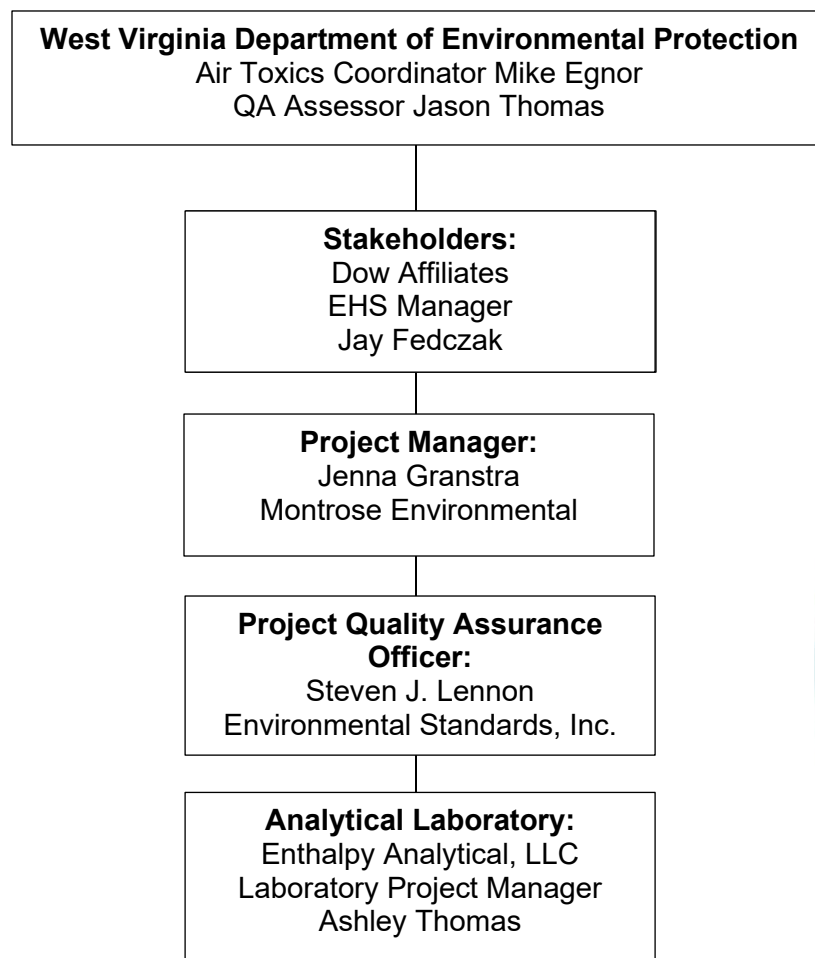 West Virginia Department of Environmental Protection
Air Toxics Coordinator Mike Egnor
QA Assessor Jason Thomas
Stakeholders:
Dow Affiliates
EHS Manager
Jay Fedczak
Project Manager:
Jenna Granstra
Montrose Environmental
Project Quality Assurance
Officer:
Steven J. Lennon
Environmental Standards, Inc.
Analytical Laboratory:
Enthalpy Analytical, LLC
Laboratory Project Manager
Ashley Thomas